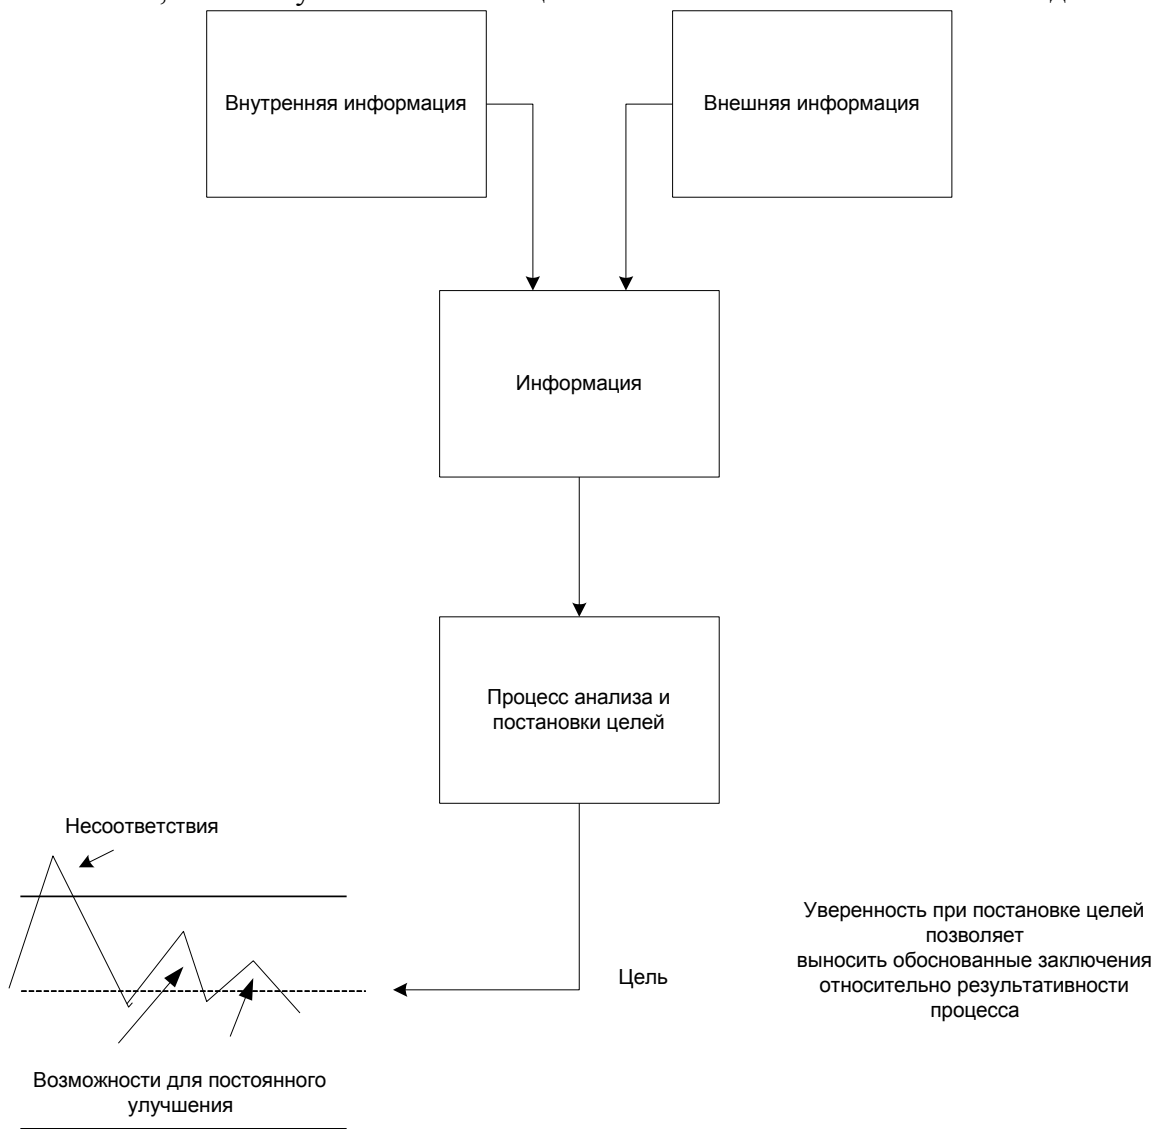 Внутренняя информация
Внешняя информация
Информация
Процесс анализа и
постановки целей
Несоответствия
Уверенность при постановке целей
позволяет
выносить обоснованные заключения
относительно результативности
процесса
Цель
Возможности для постоянного
улучшения